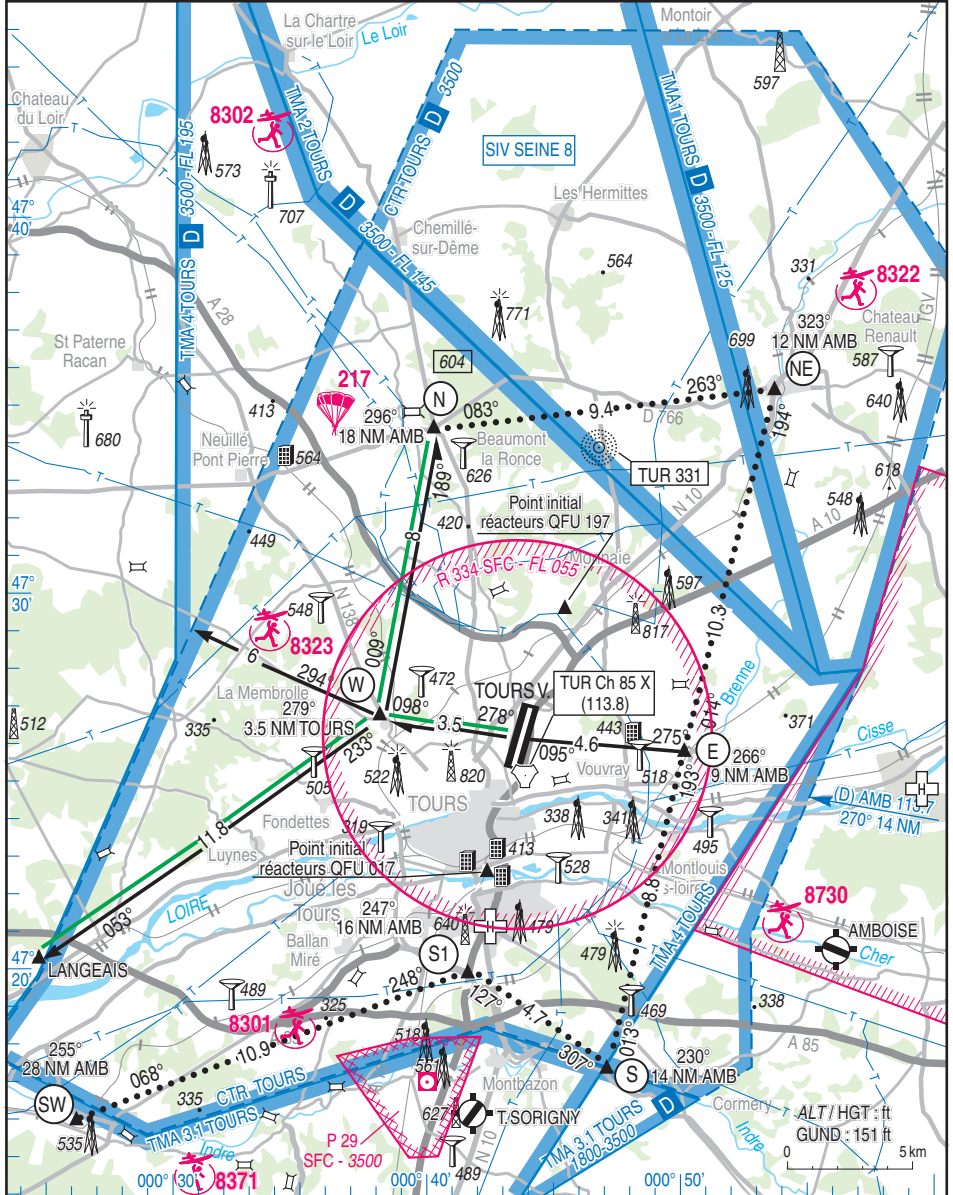 La Chartre
sur le Loir
Le Loir
Montoir
597
Chateau
du Loir
8302
573
707
TMA 2 TOURS
D
3500 - FL 145
CTR TOURS
D
3500
TMA 1 TOURS
D
3500 - FL 125
SIV SEINE 8
TMA 4 TOURS
D
3500 - FL 195
47°
40'
Les Hermittes
Chemillé-
sur-Dême
564
331
8322
A 28
771
TGV
St Paterne
Racan
604
699
323°
12 NM AMB
NE
Chateau
Renault
587
640
217
N
413
680
296°
18 NM AMB
083°
9.4
263°
D 766
194°
Neuillé
Pont Pierre
564
Beaumont
la Ronce
626
TUR 331
189°
618
548
N 10
A 10
Point initial
réacteurs QFU 197
420
449
8
R 334 SFC - FL 055
Monnaie
47°
30'
548
N 138
597
817
10.3
8323
009°
6
294°
W
472
La Membrolle
279°
3.5 NM TOURS
098°
3.5
278°
TOURS V.
TUR Ch 85 X
(113.8)
014°
Brenne
512
335
371
233°
443
095°
4.6
275°
E
266°
9 NM AMB
Cisse
505
522
820
Vouvray
518
193°
(D) AMB 113.7
270° 14 NM
TOURS
11.8
Fondettes
319
338
341
495
Luynes
Point initial
réacteurs QFU 017
413
528
Montlouis
s-loire
Joué les
Tours
8.8
8730
LOIRE
053°
247°
16 NM AMB
640
178
AMBOISE
Cher
Ballan
Miré
479
TMA 4.1 TOURS
47°
20'
LANGEAIS
S1
489
325
248°
127°
469
338
8301
4.7
013°
A 85
10.9
518
561
307°
S
230°
14 NM AMB
255°
28 NM AMB
068°
CTR TOURS
Montbazon
SW
335
TMA 3.1 TOURS
Cormery
D
ALT / HGT : ft
GUND : 151 ft
535
627
T.SORIGNY
Indre
P 29
SFC - 3500
489
N 10
TMA 3.1 TOURS
1800-3500
Indre
0
5 km
8371
000° 30'
000° 40'
000° 50'